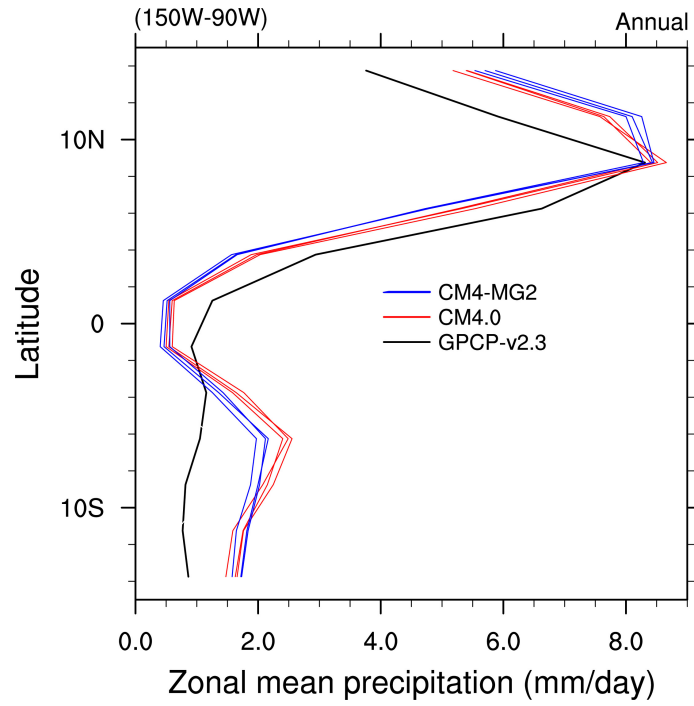 (150W-90W)
Annual
10N
0
10S
Latitude
CM4-MG2
CM4.0
GPCP-v2.3
0.0 2.0 4.0 6.0 8.0
Zonal mean precipitation (mm/day)